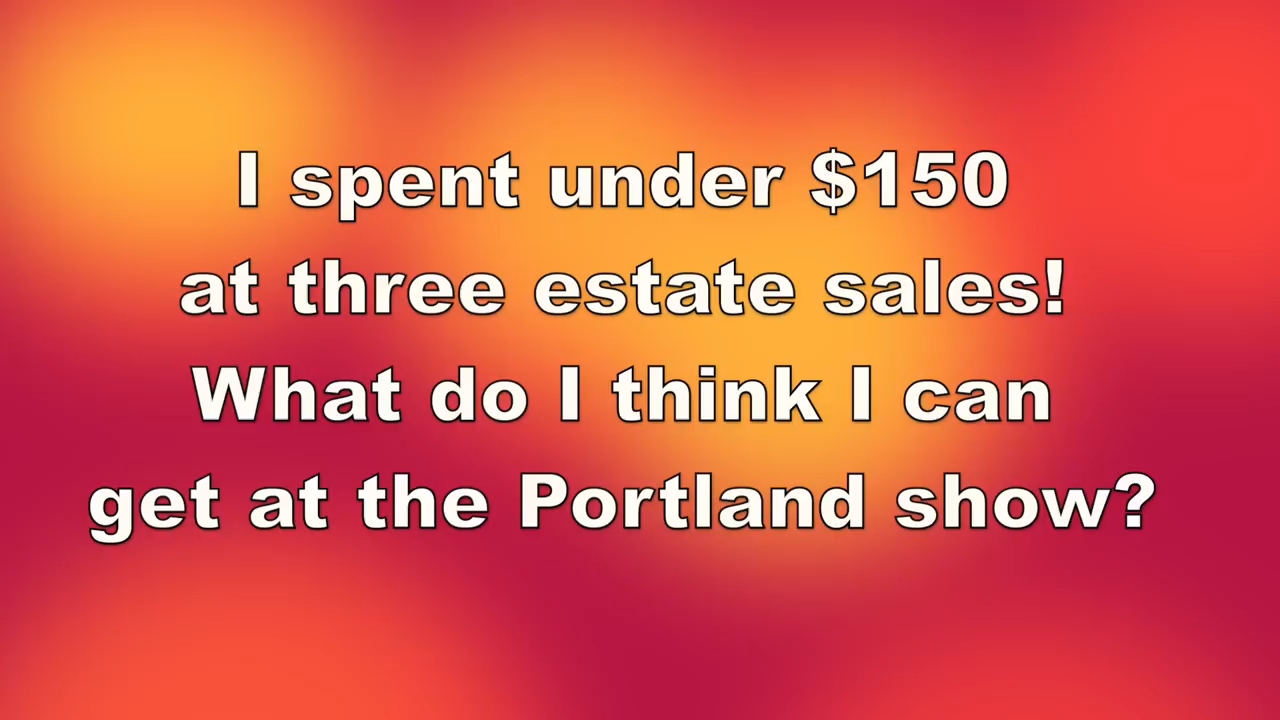 I spent under $150
at three estate sales!
What do I think I can
get at the Portland show?